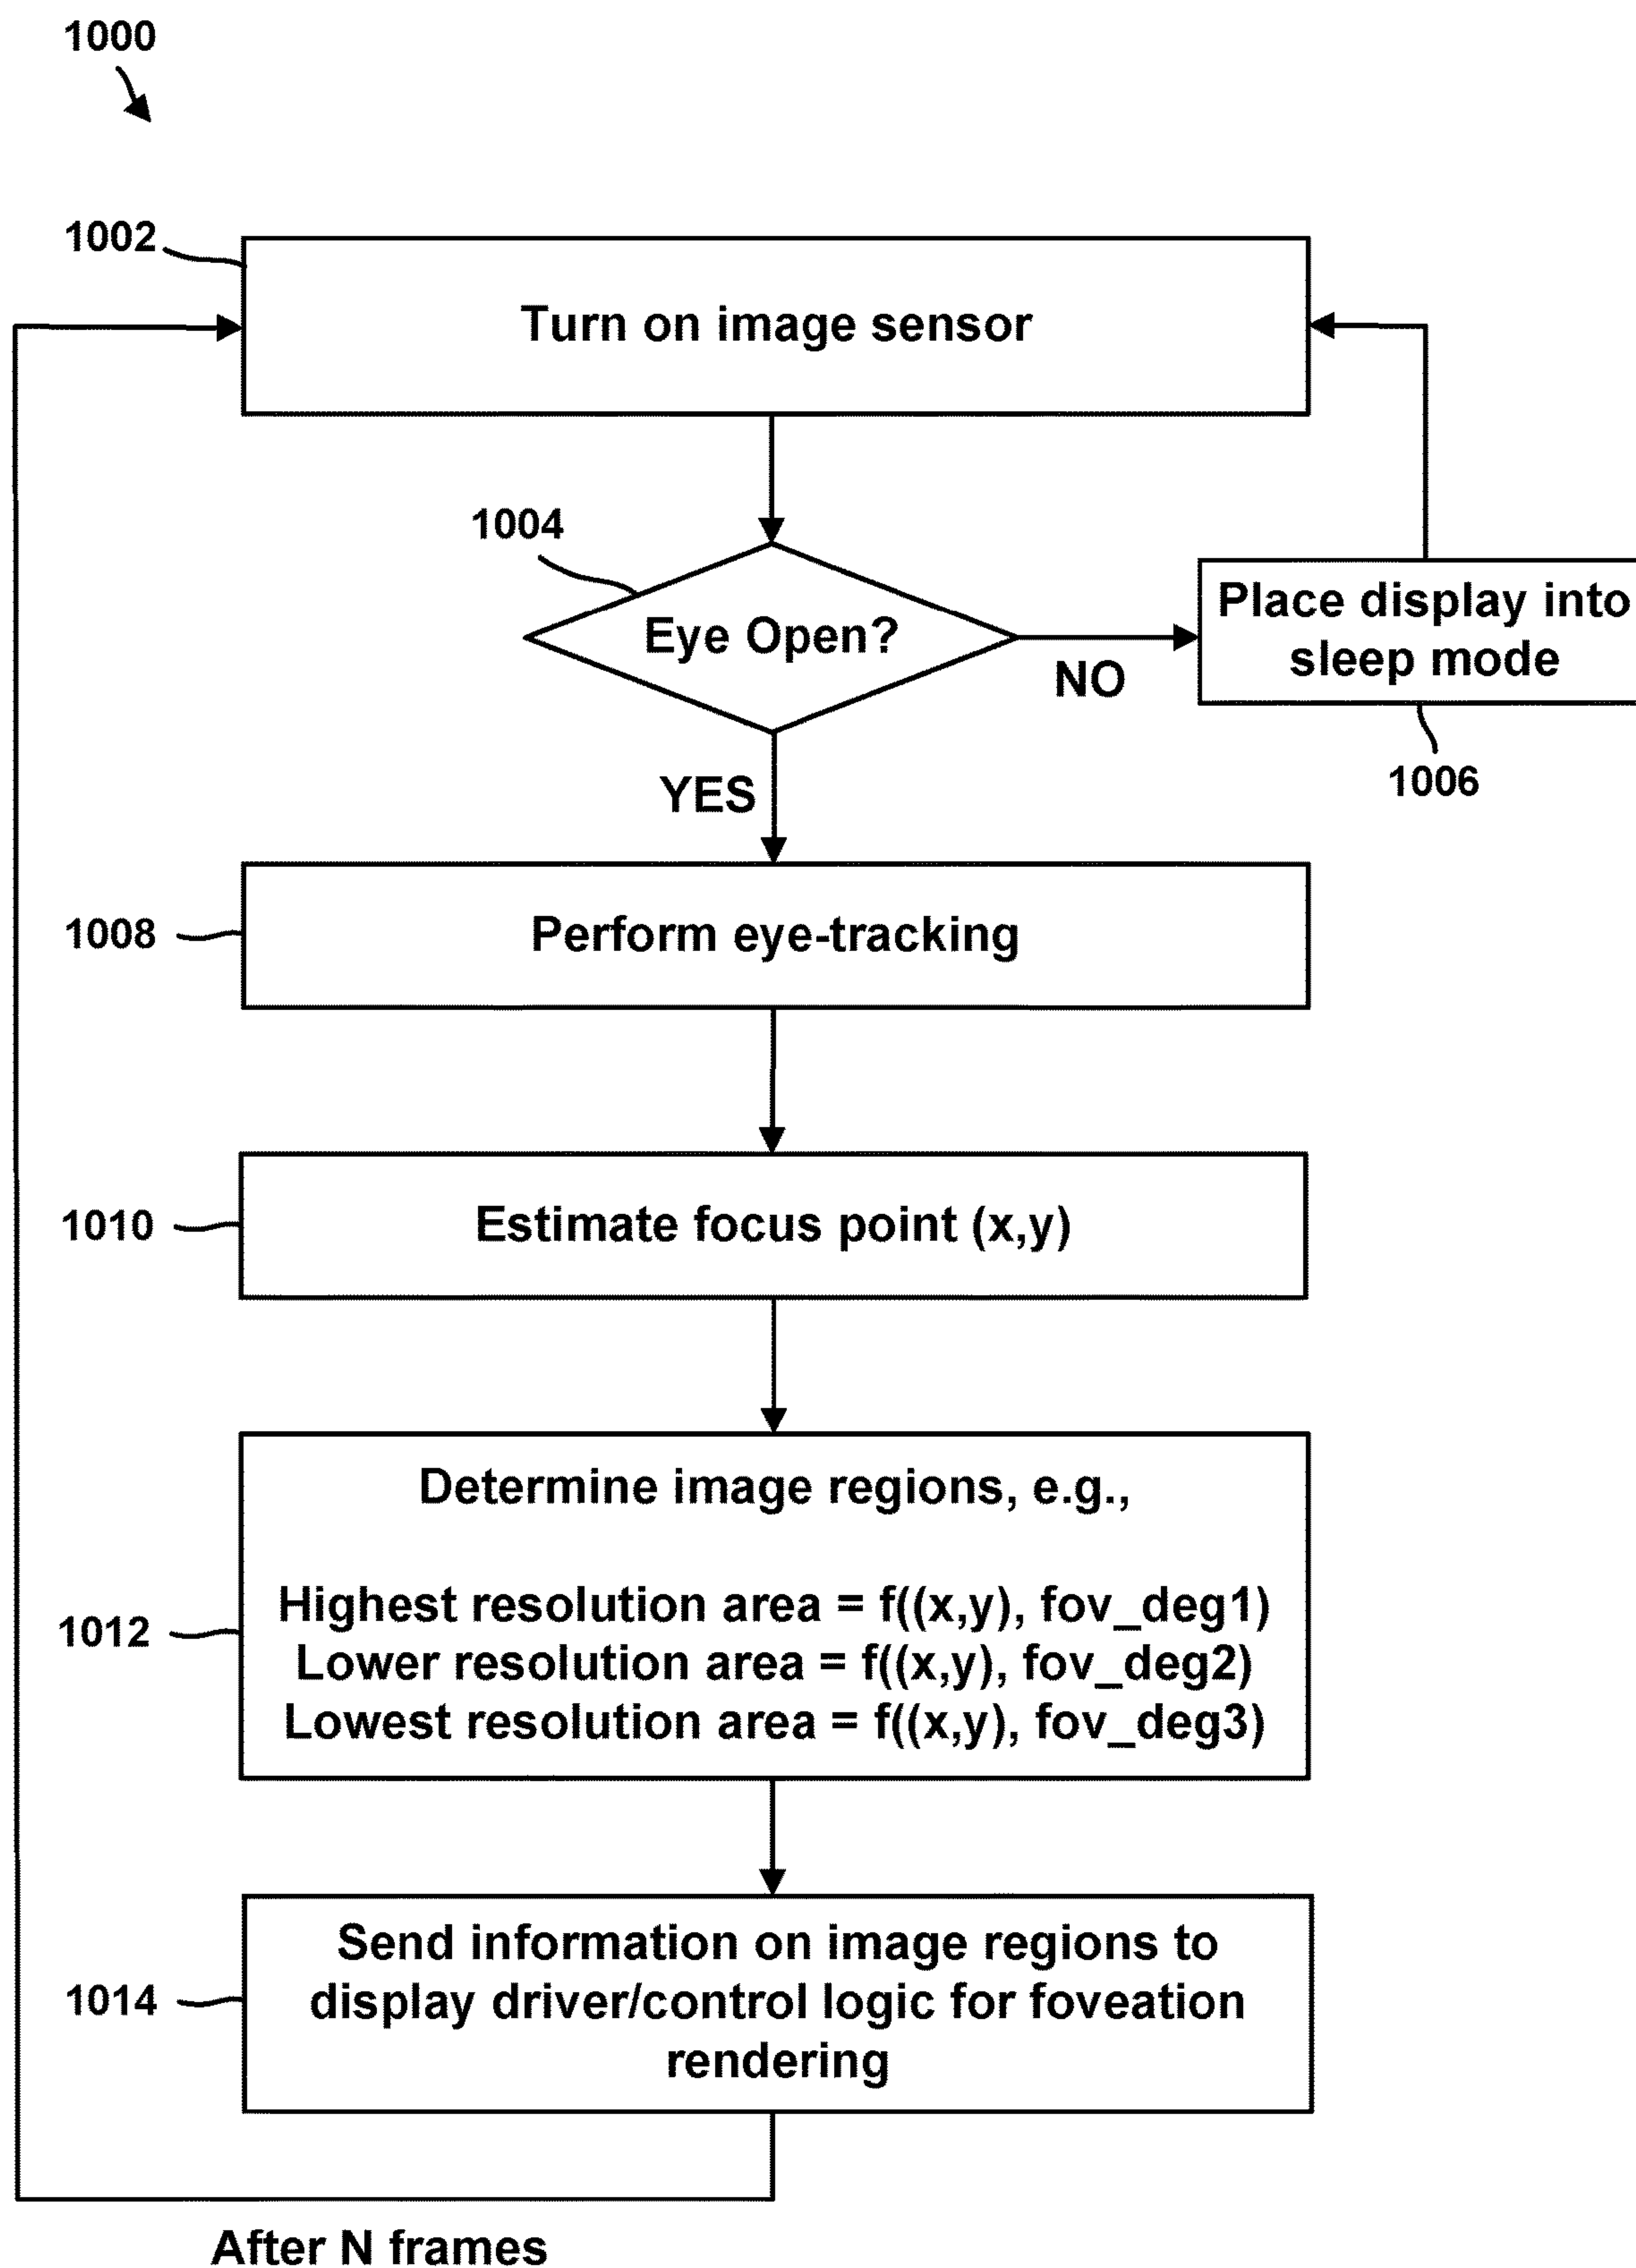 1000
1002
Turn on image sensor
1004
Eye Open?
NO
Place display into
sleep mode
1006
YES
1008
Perform eye-tracking
1010
Estimate focus point (x,y)
1012
Determine image regions, e.g.,
Highest resolution area = f((x,y), fov_deg1)
Lower resolution area = f((x,y), fov_deg2)
Lowest resolution area = f((x,y), fov_deg3)
1014
Send information on image regions to
display driver/control logic for foveation
rendering
After N frames